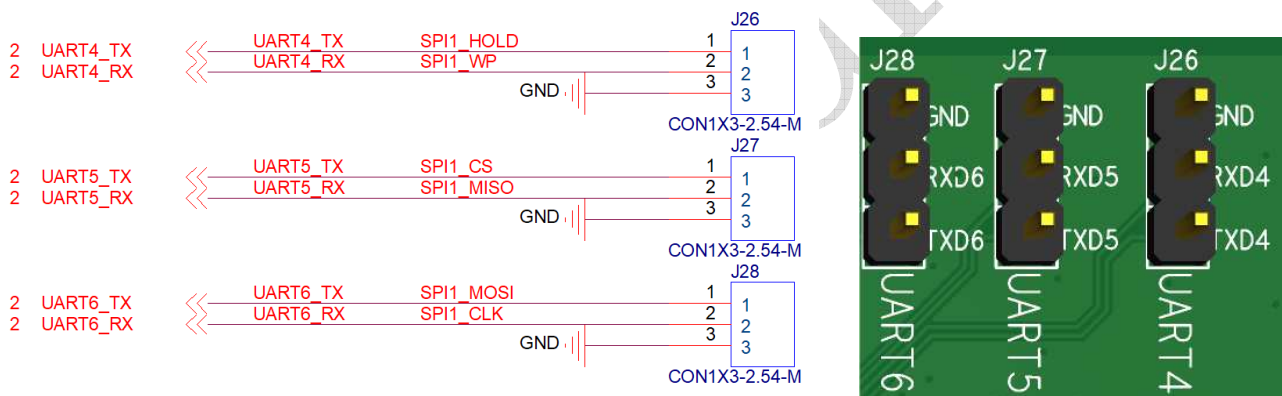 J26
2 UART4_TX UART4_TX SPI1_HOLD 1 1
2 UART4_RX UART4_RX SPI1_WP 2 2
GND 3 3
CON1X3-2.54-M
J27
2 UART5_TX UART5_TX SPI1_CS 1 1
2 UART5_RX UART5_RX SPI1_MISO 2 2
GND 3 3
CON1X3-2.54-M
J28
2 UART6_TX UART6_TX SPI1_MOSI 1 1
2 UART6_RX UART6_RX SPI1_CLK 2 2
GND 3 3
CON1X3-2.54-M
J28 J27 J26
GND GND GND
RXD6 RXD5 RXD4
TXD6 TXD5 TXD4
UART6 UART5 UART4